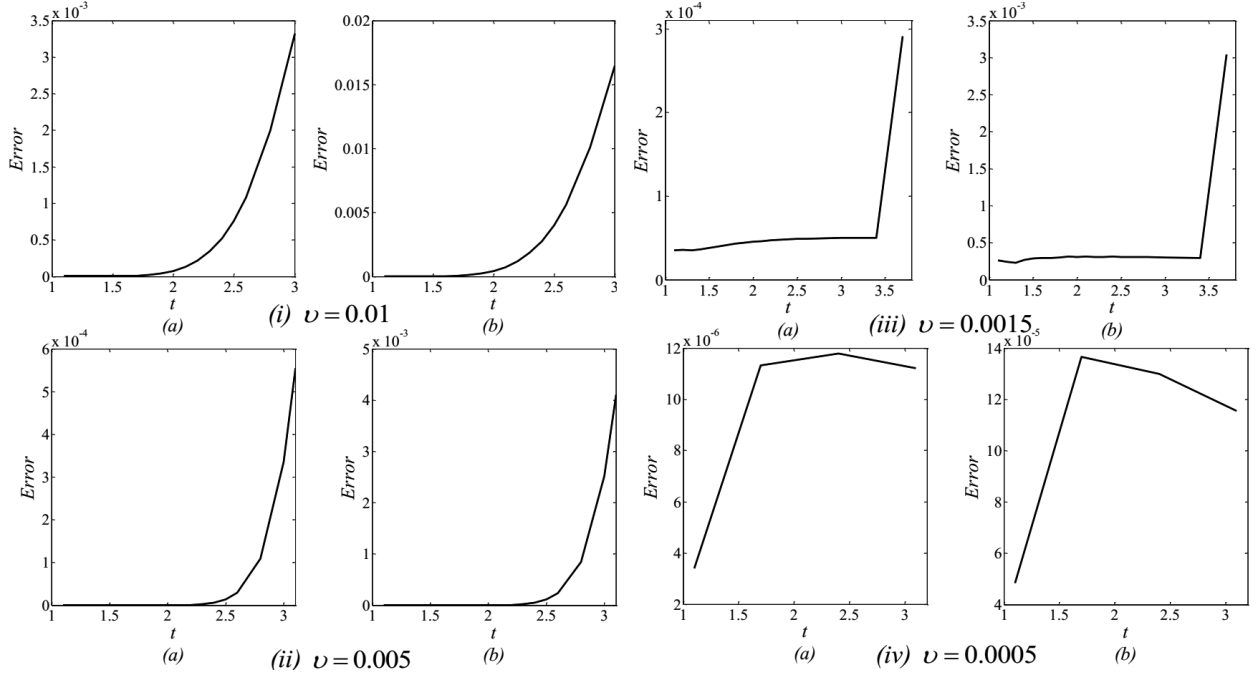 x 10⁻³
3.5
3
2.5
2
1.5
1
0.5
0
Error
1 1.5 2 2.5 3
t
(a)
0.02
0.015
0.01
0.005
0
Error
1 1.5 2 2.5 3
t
(b)
(i) υ = 0.01
x 10⁻⁴
3
2
1
0
Error
1 1.5 2 2.5 3 3.5
t
(a)
x 10⁻³
3.5
3
2.5
2
1.5
1
0.5
0
Error
1 1.5 2 2.5 3 3.5
t
(b)
(iii) υ = 0.0015
x 10⁻⁴
6
5
4
3
2
1
0
Error
1 1.5 2 2.5 3
t
(a)
x 10⁻³
5
4
3
2
1
0
Error
1 1.5 2 2.5 3
t
(b)
(ii) υ = 0.005
x 10⁻⁶
12
10
8
6
4
2
Error
1 1.5 2 2.5 3
t
(a)
x 10⁻⁵
14
12
10
8
6
4
Error
1 1.5 2 2.5 3
t
(b)
(iv) υ = 0.0005